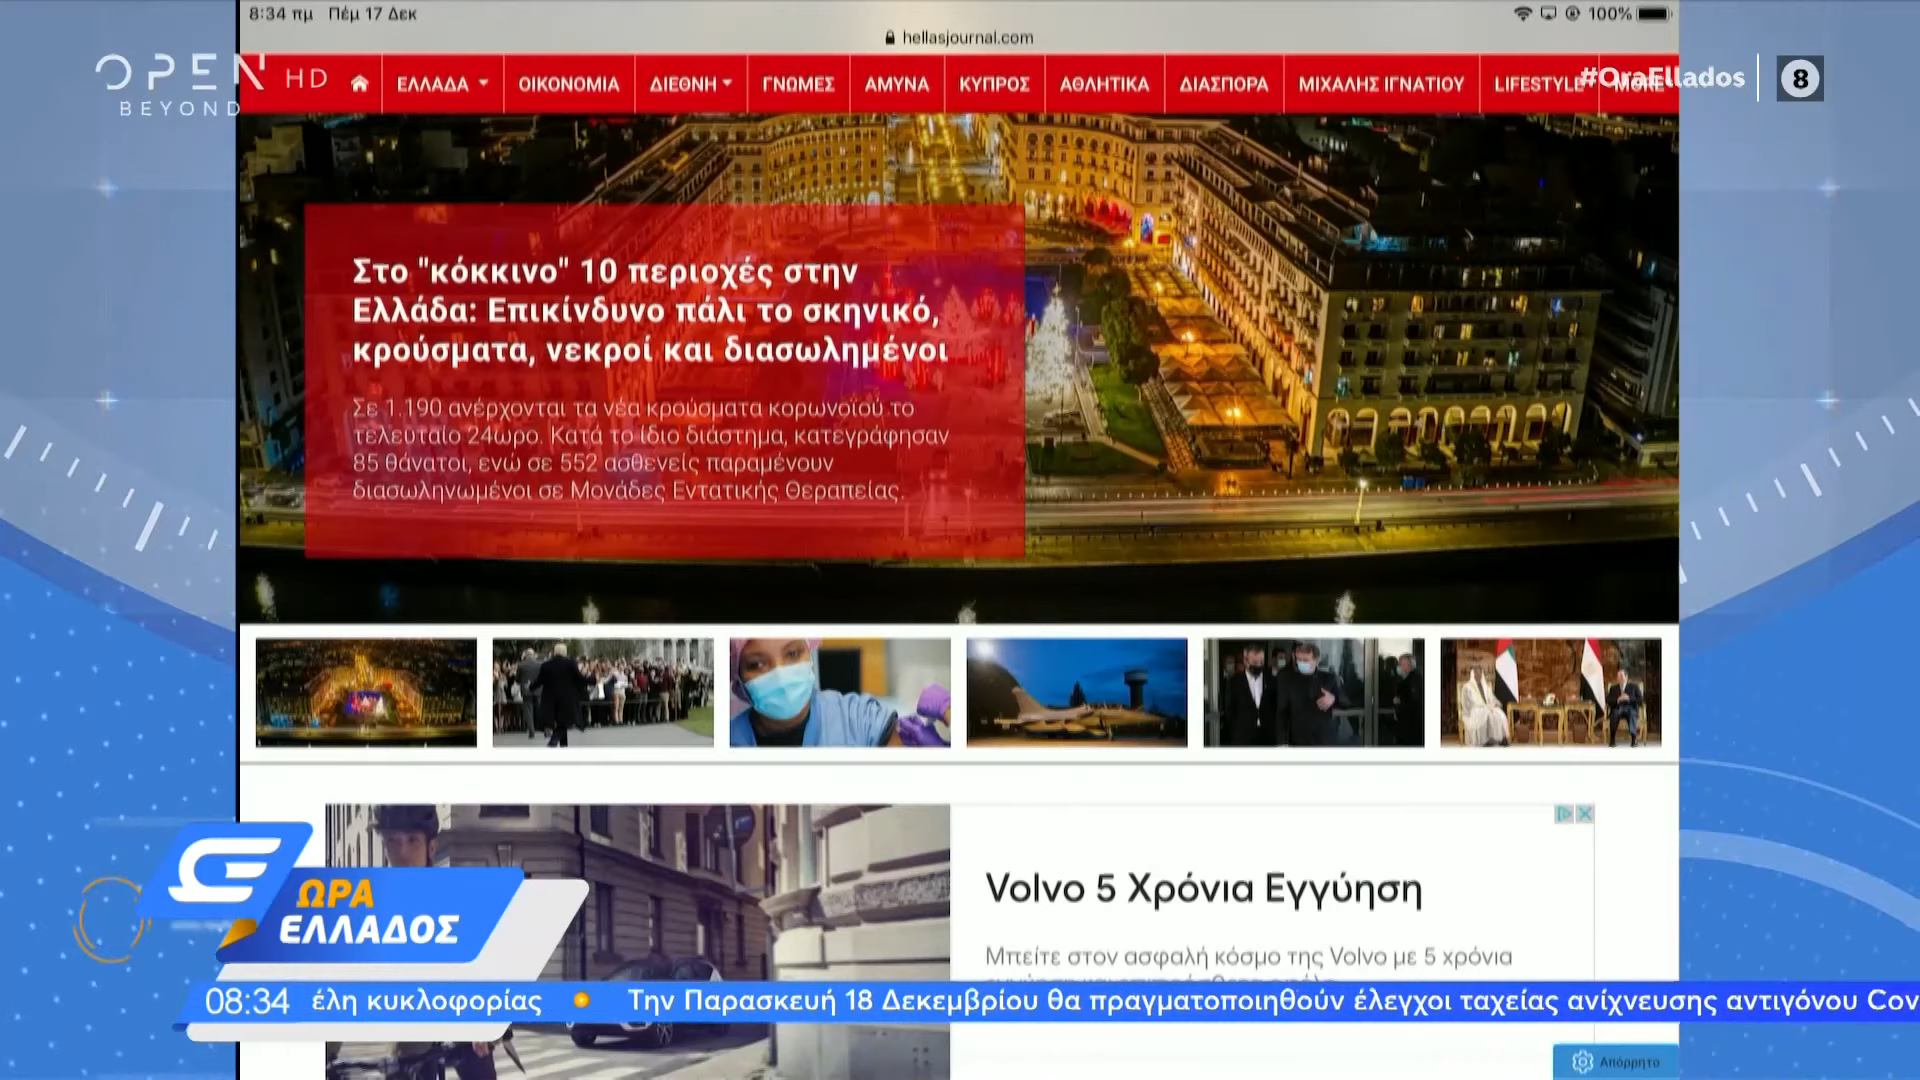 8:34 πμ Πέμ 17 Δεκ
100%
hellasjournal.com
OPEN HD
BEYOND
ΕΛΛΑΔΑ ΟΙΚΟΝΟΜΙΑ ΔΙΕΘΝΗ ΓΝΩΜΕΣ ΑΜΥΝΑ ΚΥΠΡΟΣ ΑΘΛΗΤΙΚΑ ΔΙΑΣΠΟΡΑ ΜΙΧΑΛΗΣ ΙΓΝΑΤΙΟΥ LIFESTYLE MORE
#OraEllados
8
Στο "κόκκινο" 10 περιοχές στην
Ελλάδα: Επικίνδυνο πάλι το σκηνικό,
κρούσματα, νεκροί και διασωλημένοι
Σε 1.190 ανέρχονται τα νέα κρούσματα κορωνοϊού το
τελευταίο 24ωρο. Κατά το ίδιο διάστημα, κατεγράφησαν
85 θάνατοι, ενώ σε 552 ασθενείς παραμένουν
διασωληνωμένοι σε Μονάδες Εντατικής Θεραπείας.
Volvo 5 Χρόνια Εγγύηση
Μπείτε στον ασφαλή κόσμο της Volvo με 5 χρόνια
ΩΡΑ
ΕΛΛΑΔΟΣ
08:34 έλη κυκλοφορίας Την Παρασκευή 18 Δεκεμβρίου θα πραγματοποιηθούν έλεγχοι ταχείας ανίχνευσης αντιγόνου Cov
Απόρρητο